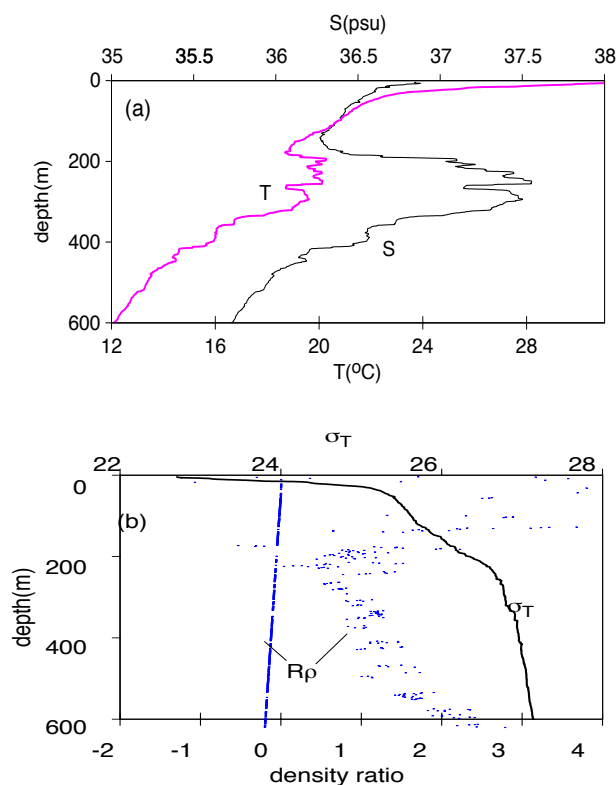 S(psu)
35 35.5 36 36.5 37 37.5 38
0
(a)
200
T
depth(m)
S
400
600
12 16 20 24 28
T(ºC)
σT
22 24 26 28
0
(b)
200
depth(m)
σT
400
Rρ
600
-2 -1 0 1 2 3 4
density ratio